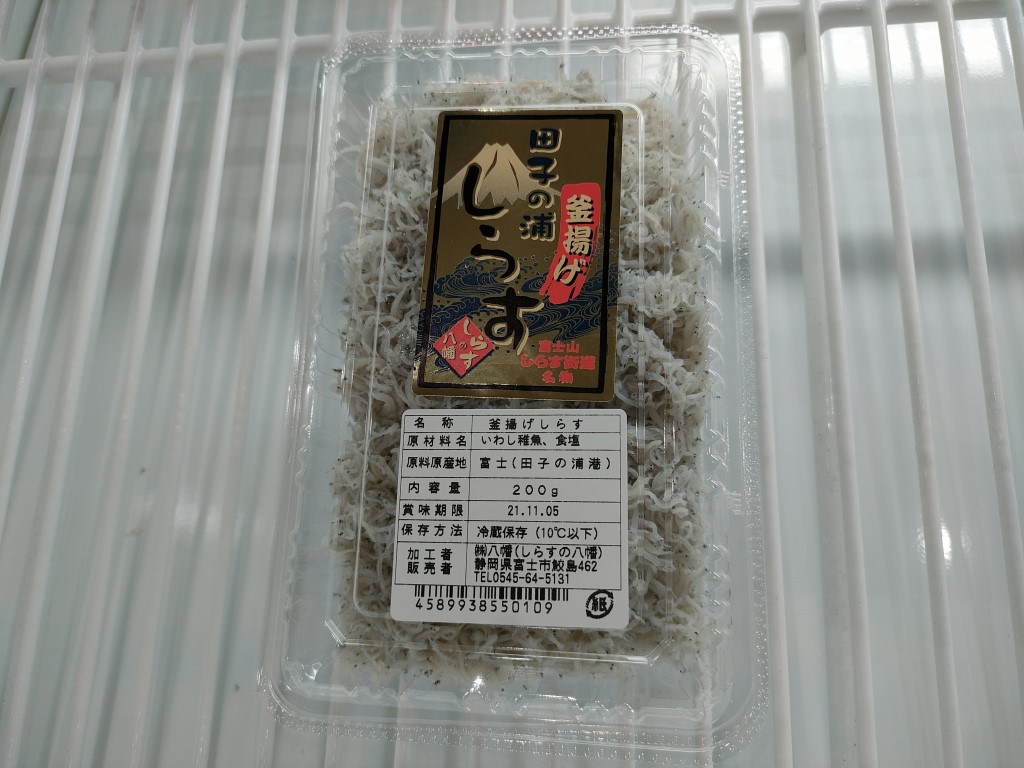 田子の浦
しらす
釜揚げ
しらす
の
八幡
富士山
しらす街道
名物
名称 釜揚げしらす
原材料名 いわし稚魚、食塩
原料原産地 富士(田子の浦港)
内容量 200g
賞味期限 21.11.05
保存方法 冷蔵保存(10℃以下)
加工者
販売者
㈱八幡(しらすの八幡)
静岡県富士市鮫島462
TEL0545-64-5131
4589938550109
紙